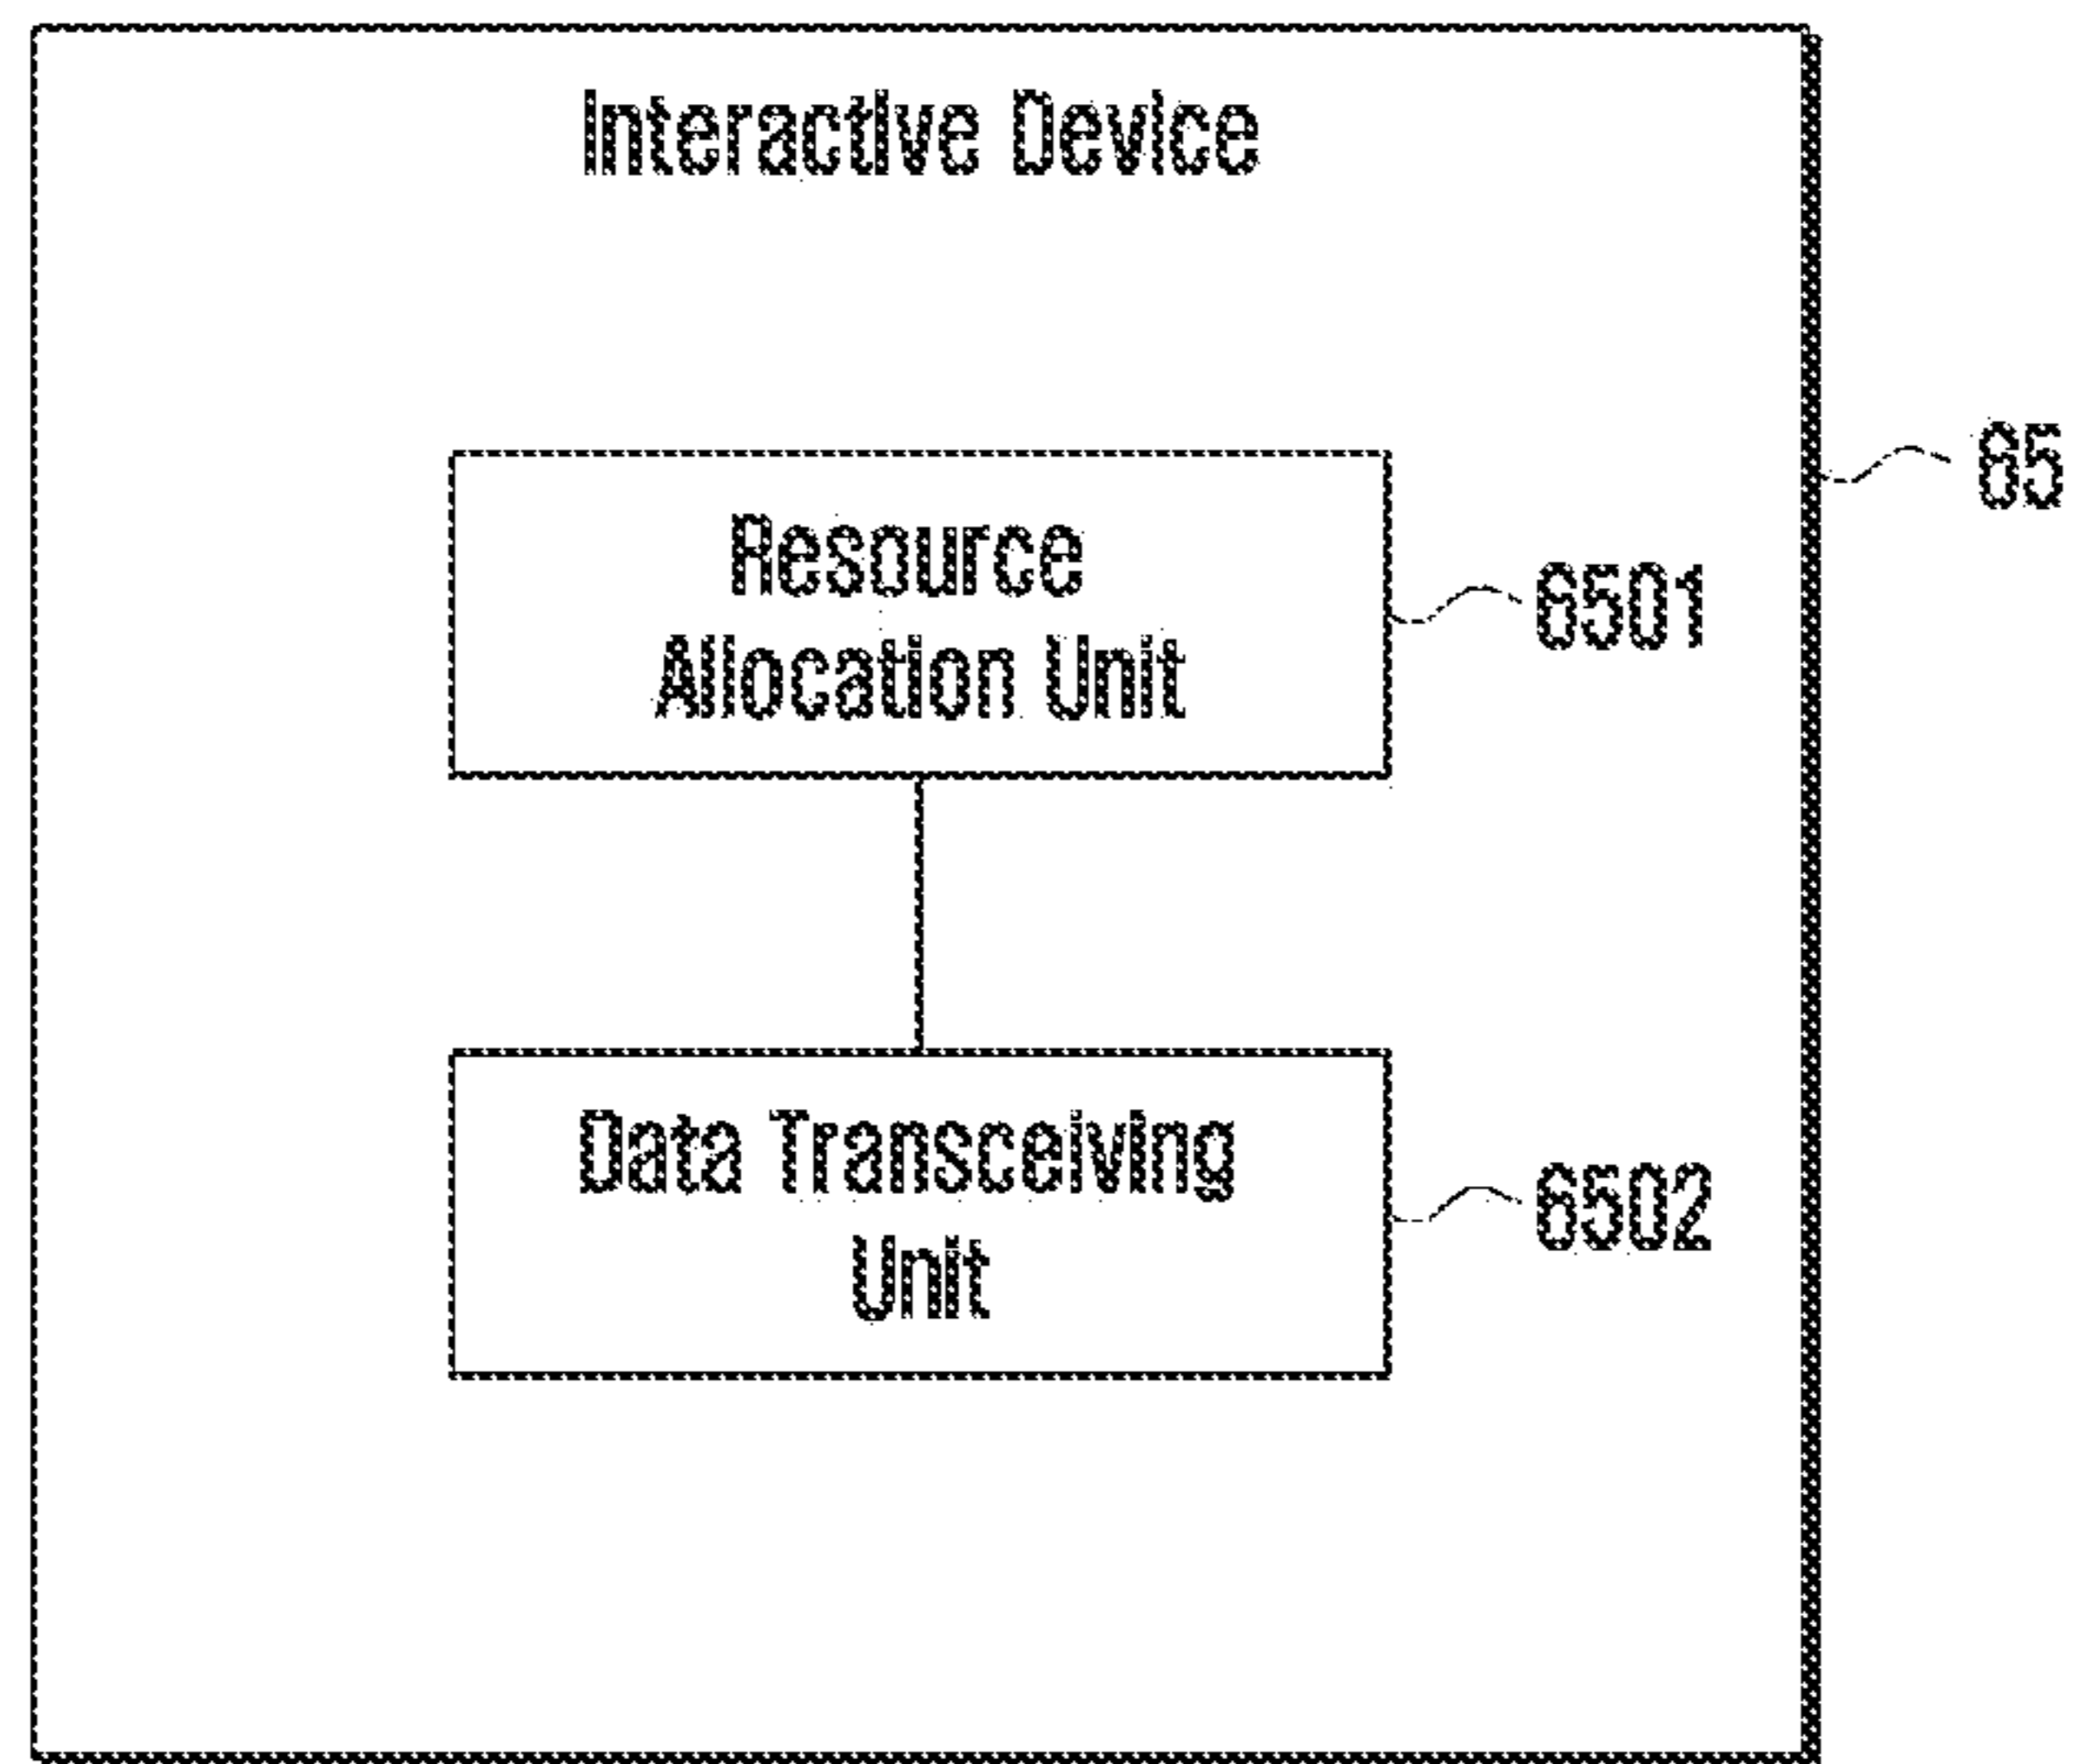 Interactive Device
65
Resource
Allocation Unit
6501
Data Transceiving
Unit
6502